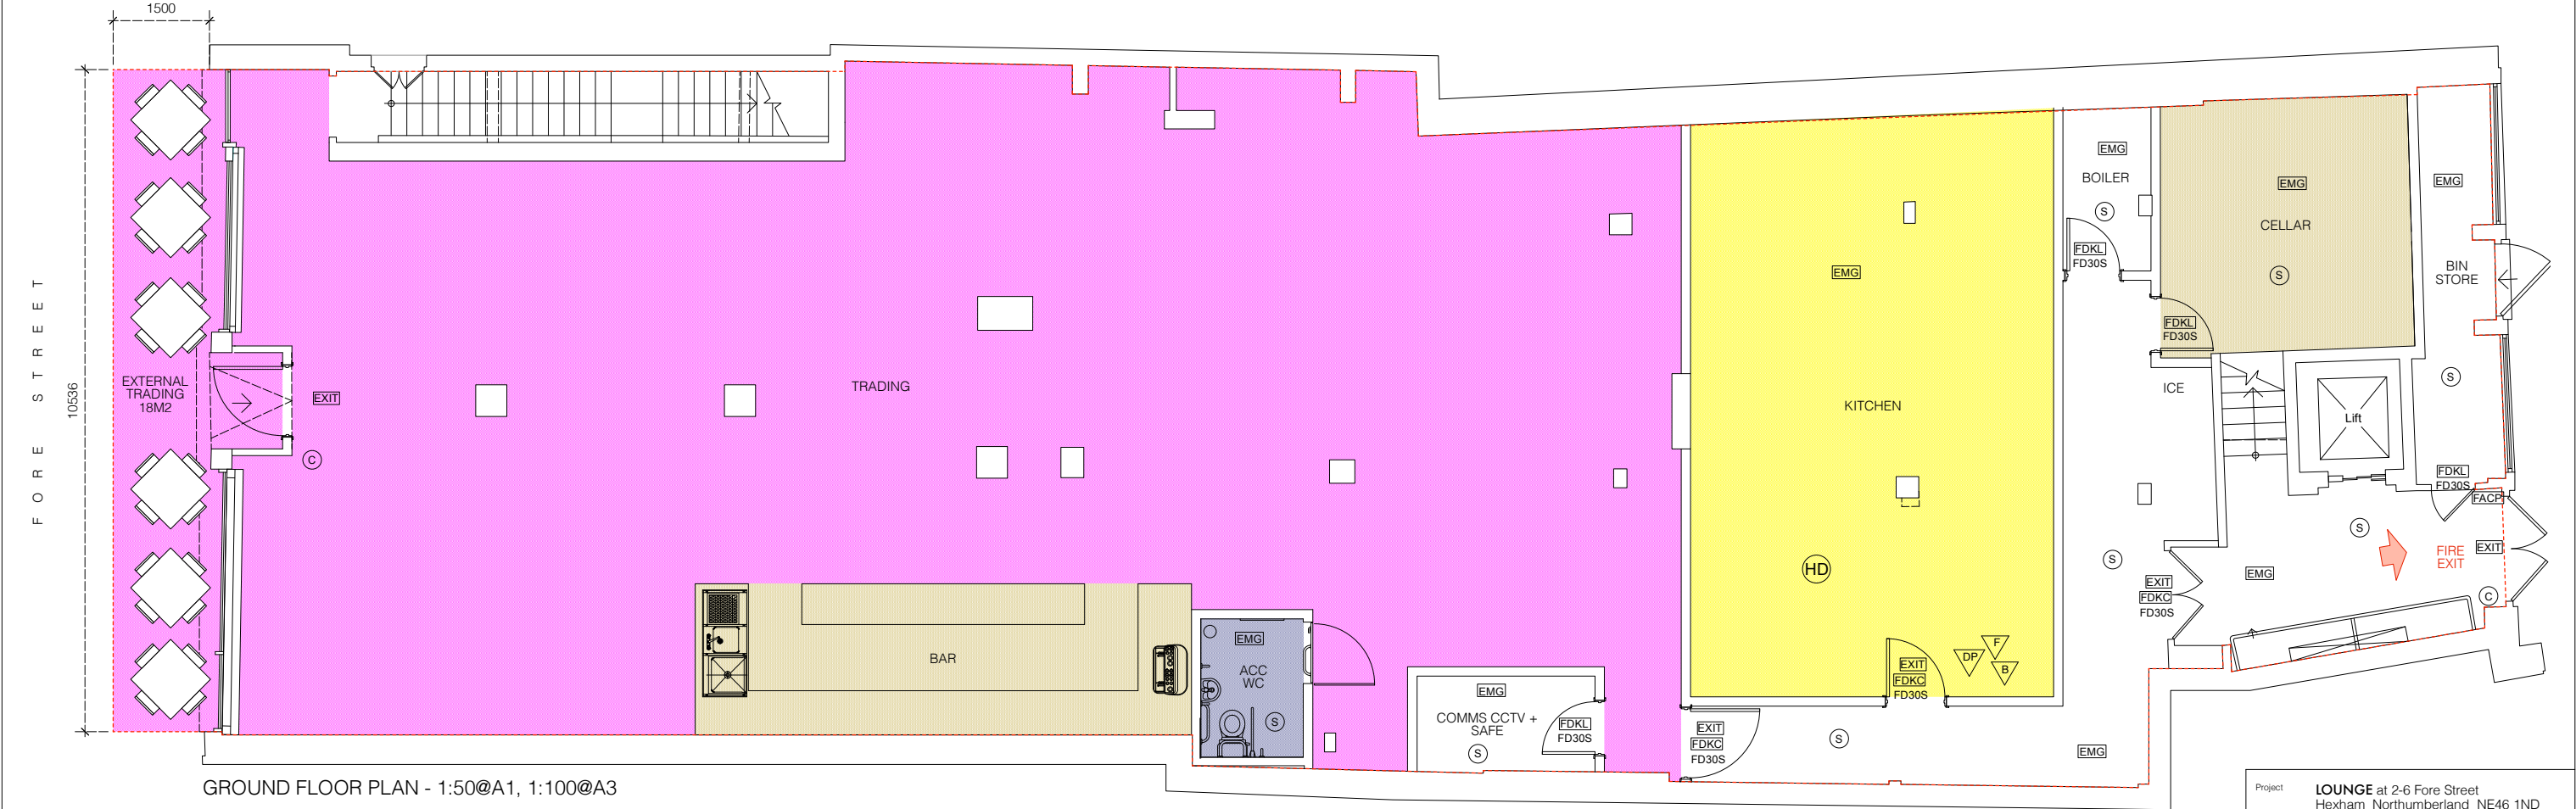 1500
10536
FORE STREET
EXTERNAL
TRADING
18M2
EXIT
C
TRADING
BAR
EMG
ACC
WC
S
EMG
COMMS CCTV +
SAFE
S
FDKL
FD30S
EXIT
FDKC
FD30S
EMG
KITCHEN
HD
EXIT
FDKC
FD30S
DP
F
B
S
EMG
EMG
BOILER
S
FDKL
FD30S
EMG
CELLAR
S
FDKL
FD30S
ICE
S
EXIT
FDKC
FD30S
Lift
EMG
BIN
STORE
S
FDKL
FD30S
FACP
S
EMG
FIRE
EXIT
EXIT
C
GROUND FLOOR PLAN - 1:50@A1, 1:100@A3
Project
LOUNGE at 2-6 Fore Street
Hexham Northumberland NE46 1ND